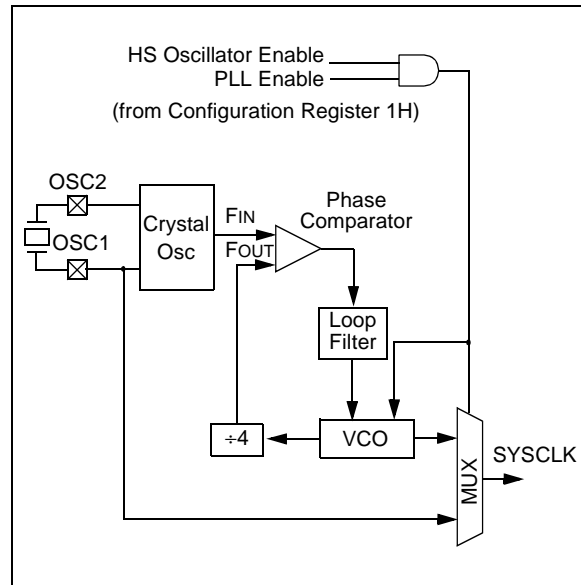 HS Oscillator Enable
PLL Enable
(from Configuration Register 1H)
OSC2
OSC1
Crystal
Osc
FIN
FOUT
Phase
Comparator
Loop
Filter
÷4
VCO
MUX
SYSCLK